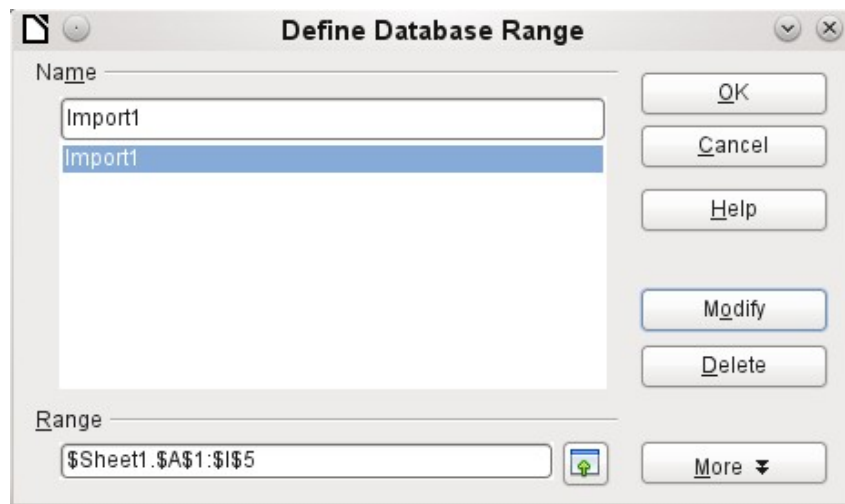 Define Database Range
Name
Import1
Import1
OK
Cancel
Help
Modify
Delete
Range
$Sheet1.$A$1:$I$5
More